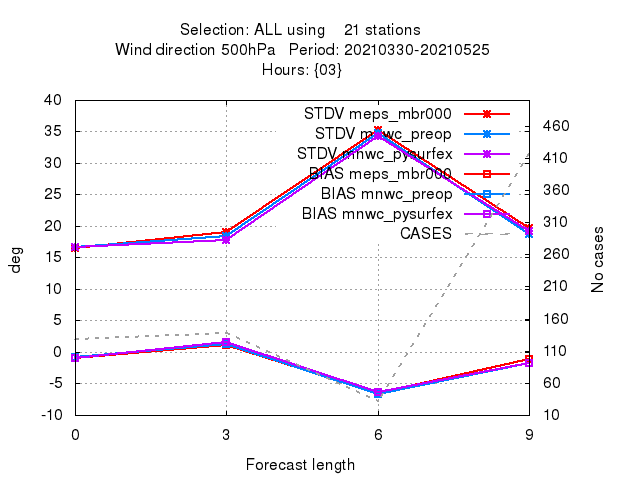 Selection: ALL using 21 stations
Wind direction 500hPa Period: 20210330-20210525
Hours: {03}
STDV meps_mbr000
STDV mnwc_preop
STDV mnwc_pysurfex
BIAS meps_mbr000
BIAS mnwc_preop
BIAS mnwc_pysurfex
CASES
40
35
30
25
20
15
10
5
0
-5
-10
deg
460
410
360
310
260
210
160
110
60
10
No cases
0 3 6 9
Forecast length